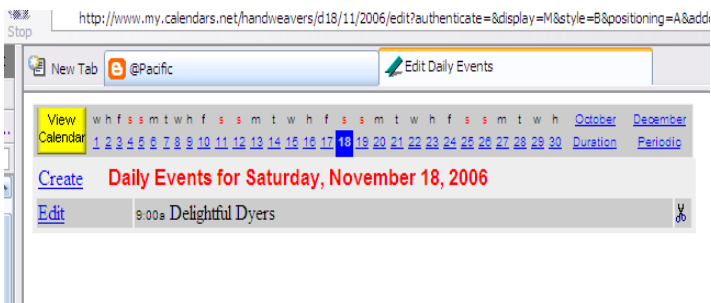 http://www.my.calendars.net/handweavers/d18/11/2006/edit?authenticate=&display=M&style=B&positioning=A&addd
Stop
New Tab @Pacific Edit Daily Events
View Calendar
w h f s s m t w h f s s m t w h f s s m t w h f s s m t w h October December
1 2 3 4 5 6 7 8 9 10 11 12 13 14 15 16 17 18 19 20 21 22 23 24 25 26 27 28 29 30 Duration Periodic
Create Daily Events for Saturday, November 18, 2006
Edit 9:00a Delightful Dyers